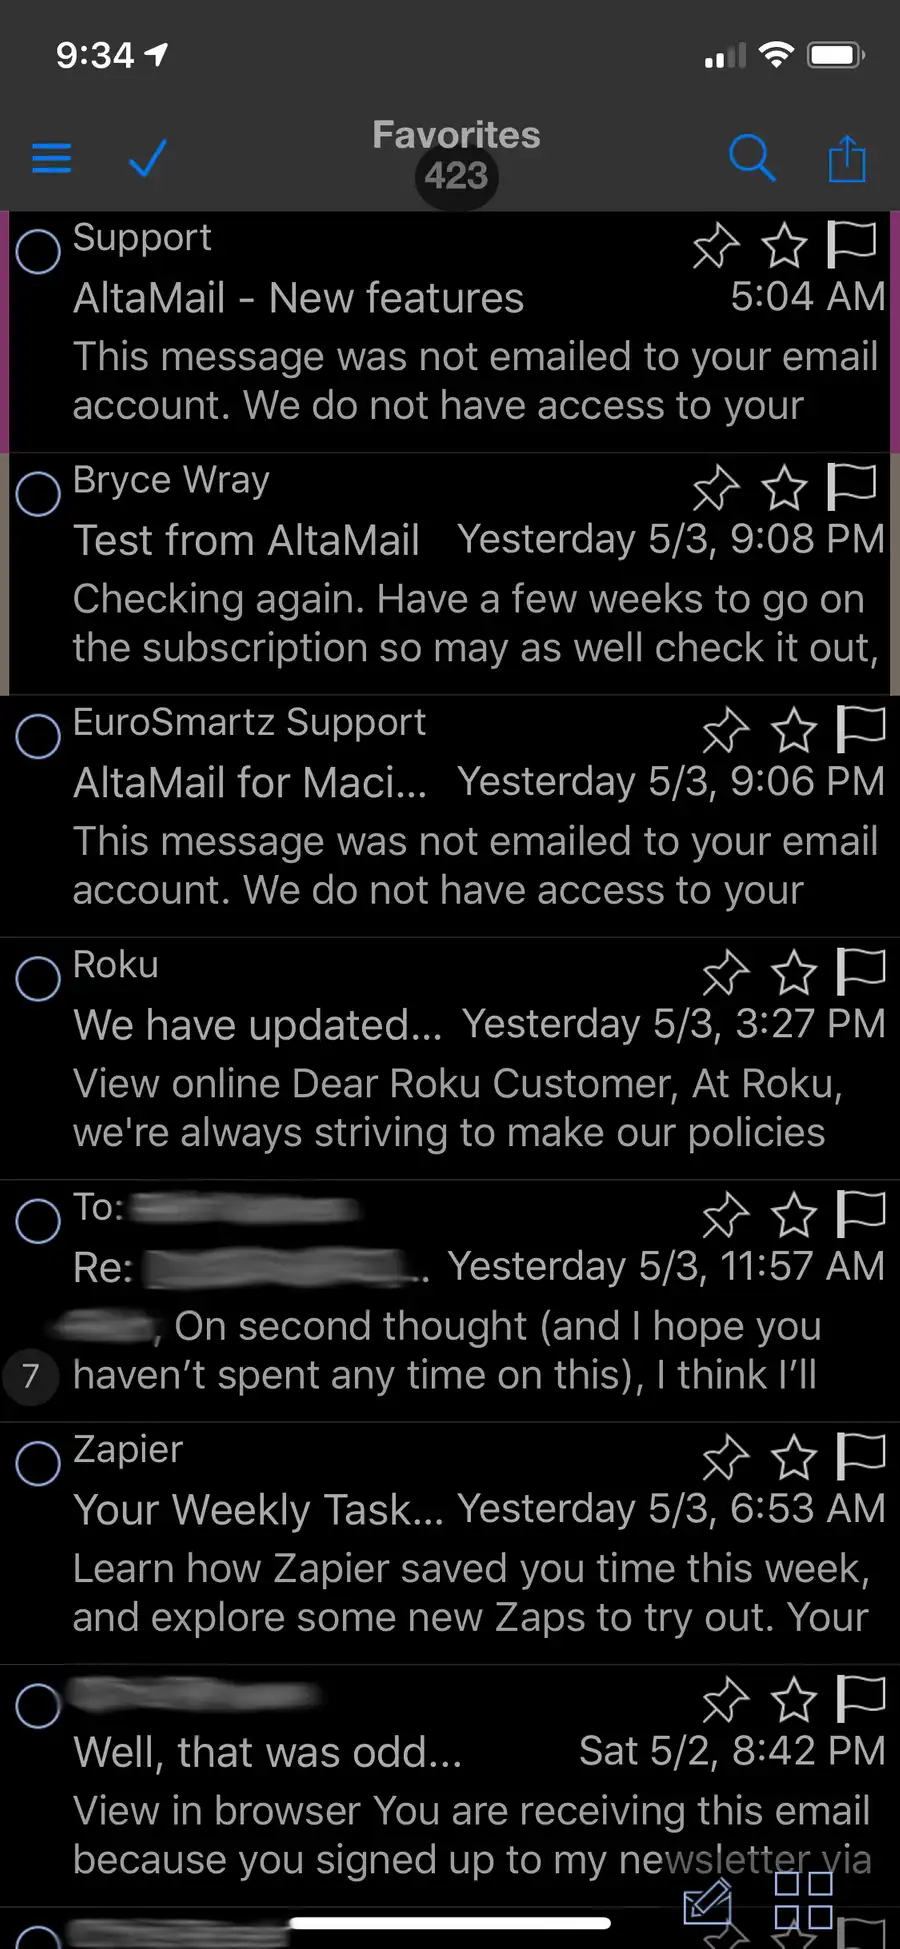 9:34
Favorites
423
Support
AltaMail - New features 5:04 AM
This message was not emailed to your email
account. We do not have access to your
Bryce Wray
Test from AltaMail Yesterday 5/3, 9:08 PM
Checking again. Have a few weeks to go on
the subscription so may as well check it out,
EuroSmartz Support
AltaMail for Maci... Yesterday 5/3, 9:06 PM
This message was not emailed to your email
account. We do not have access to your
Roku
We have updated... Yesterday 5/3, 3:27 PM
View online Dear Roku Customer, At Roku,
we're always striving to make our policies
To:
Re: .. Yesterday 5/3, 11:57 AM
, On second thought (and I hope you
7 haven’t spent any time on this), I think I’ll
Zapier
Your Weekly Task... Yesterday 5/3, 6:53 AM
Learn how Zapier saved you time this week,
and explore some new Zaps to try out. Your
Well, that was odd... Sat 5/2, 8:42 PM
View in browser You are receiving this email
because you signed up to my newsletter via